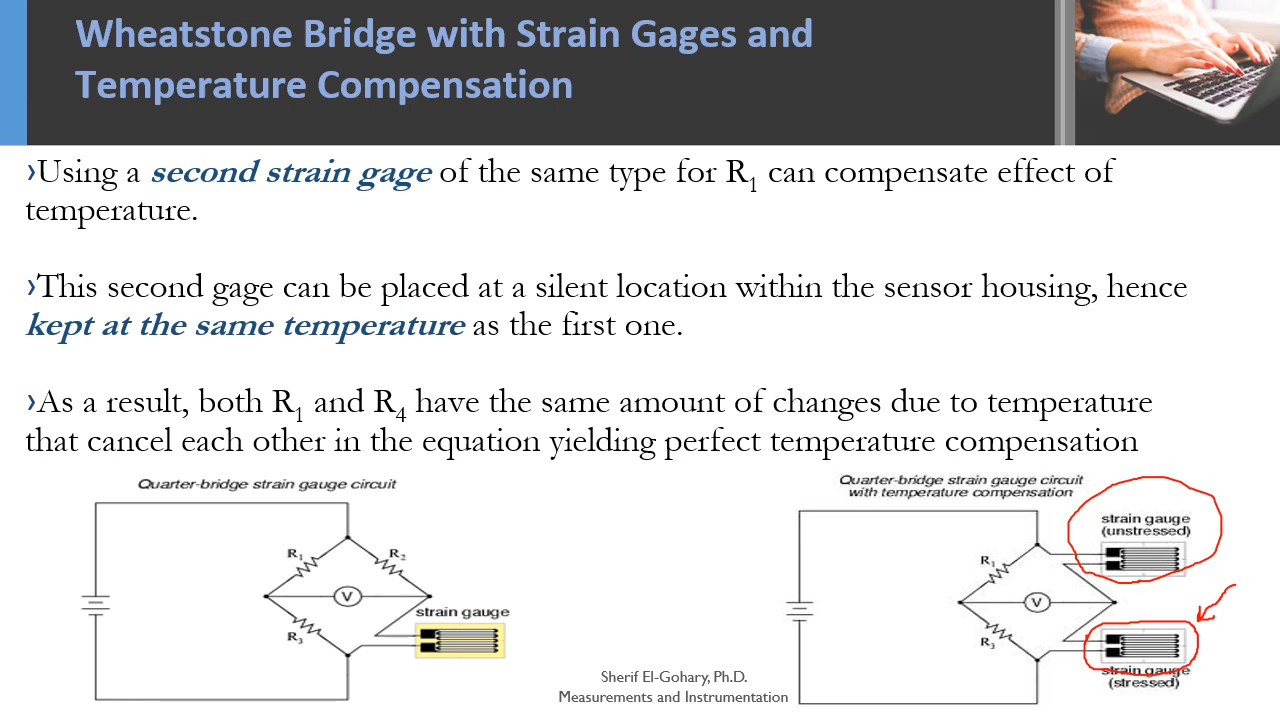 Wheatstone Bridge with Strain Gages and
Temperature Compensation
›Using a second strain gage of the same type for R1 can compensate effect of
temperature.
›This second gage can be placed at a silent location within the sensor housing, hence
kept at the same temperature as the first one.
›As a result, both R1 and R4 have the same amount of changes due to temperature
that cancel each other in the equation yielding perfect temperature compensation
Quarter-bridge strain gauge circuit
R1
R2
V
R3
strain gauge
Quarter-bridge strain gauge circuit
with temperature compensation
strain gauge
(unstressed)
R1
V
R3
strain gauge
(stressed)
Sherif El-Gohary, Ph.D.
Measurements and Instrumentation